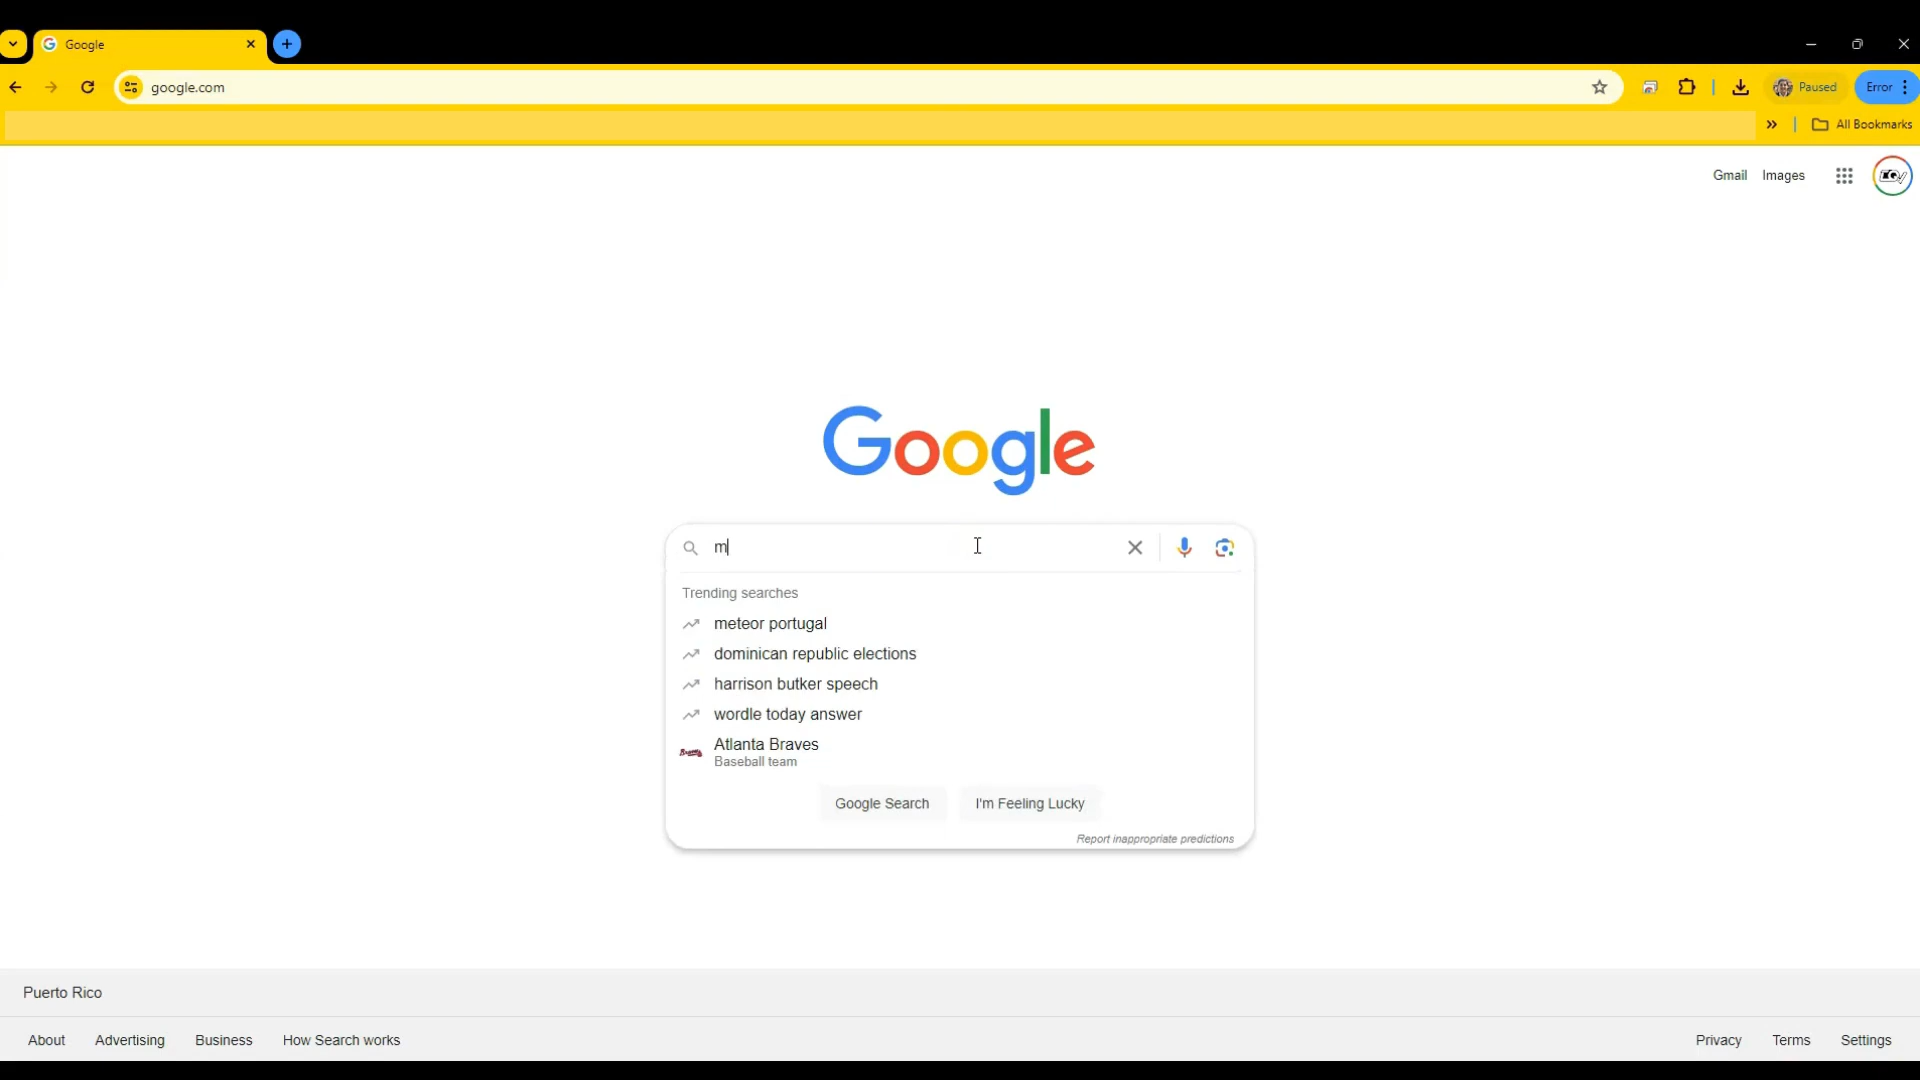 Google
google.com
Paused
Error
All Bookmarks
Gmail Images
Google
m
Trending searches
meteor portugal
dominican republic elections
harrison butker speech
wordle today answer
Braves
Atlanta Braves
Baseball team
Google Search I'm Feeling Lucky
Report inappropriate predictions
Puerto Rico
About Advertising Business How Search works Privacy Terms Settings